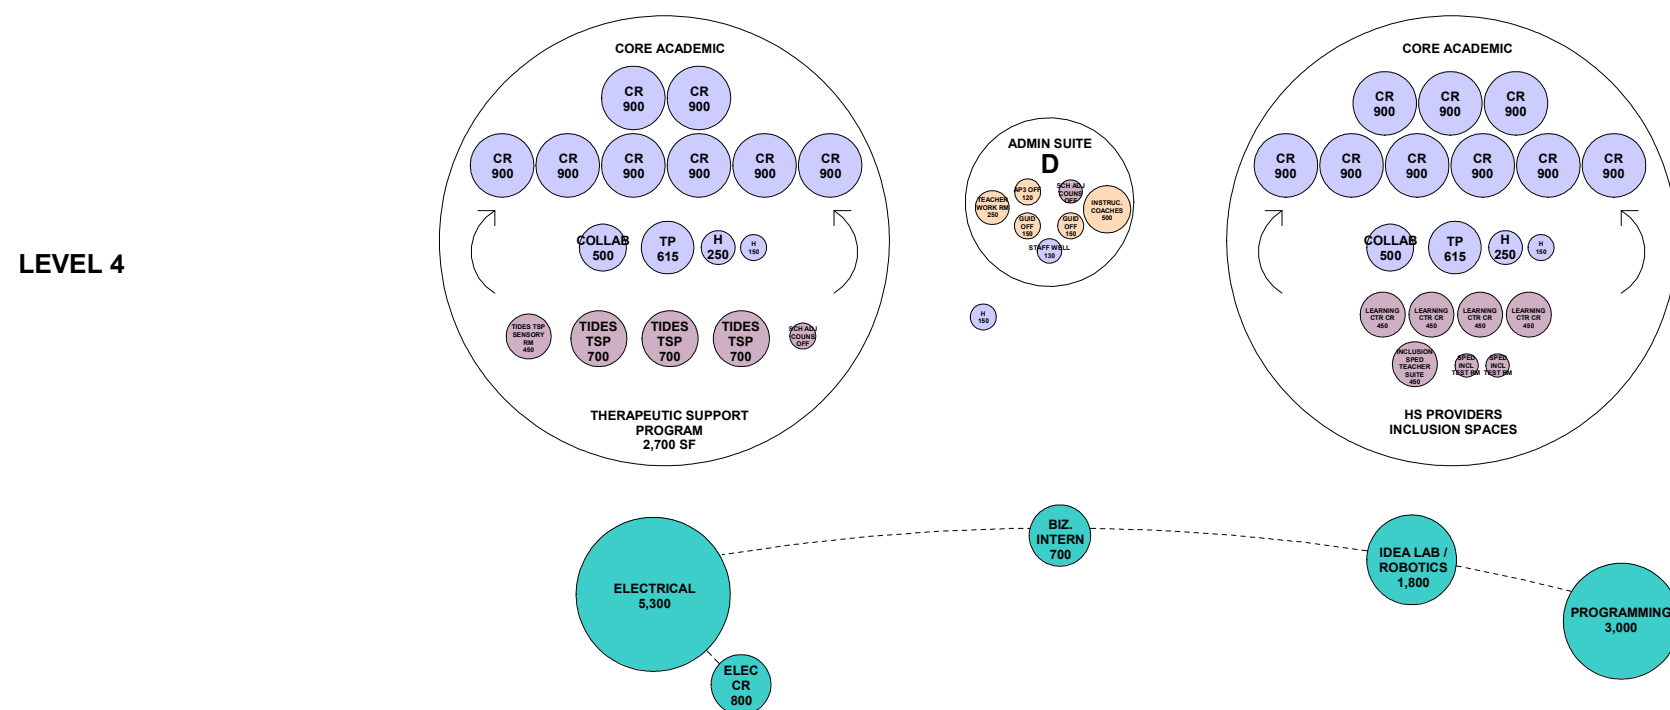 LEVEL 4
CORE ACADEMIC
CR
900
CR
900
CR
900
CR
900
CR
900
CR
900
CR
900
CR
900
COLLAB
500
TP
615
H
250
H
150
TIDES TSP
SENSORY
RM
450
TIDES
TSP
700
TIDES
TSP
700
TIDES
TSP
700
SCH ADJ
COUNS
OFF
THERAPEUTIC SUPPORT
PROGRAM
2,700 SF
ADMIN SUITE
D
TEACHER
WORK RM
250
AP3 OFF
120
SCH ADJ
COUNS
OFF
INSTRUC.
COACHES
500
GUID
OFF
150
GUID
OFF
150
STAFF WELL
130
H
150
CORE ACADEMIC
CR
900
CR
900
CR
900
CR
900
CR
900
CR
900
CR
900
CR
900
CR
900
COLLAB
500
TP
615
H
250
H
150
LEARNING
CTR CR
450
LEARNING
CTR CR
450
LEARNING
CTR CR
450
LEARNING
CTR CR
450
INCLUSION
SPED
TEACHER
SUITE
450
SPED
INCL
TEST RM
SPED
INCL
TEST RM
HS PROVIDERS
INCLUSION SPACES
ELECTRICAL
5,300
ELEC
CR
800
BIZ.
INTERN
700
IDEA LAB /
ROBOTICS
1,800
PROGRAMMING
3,000